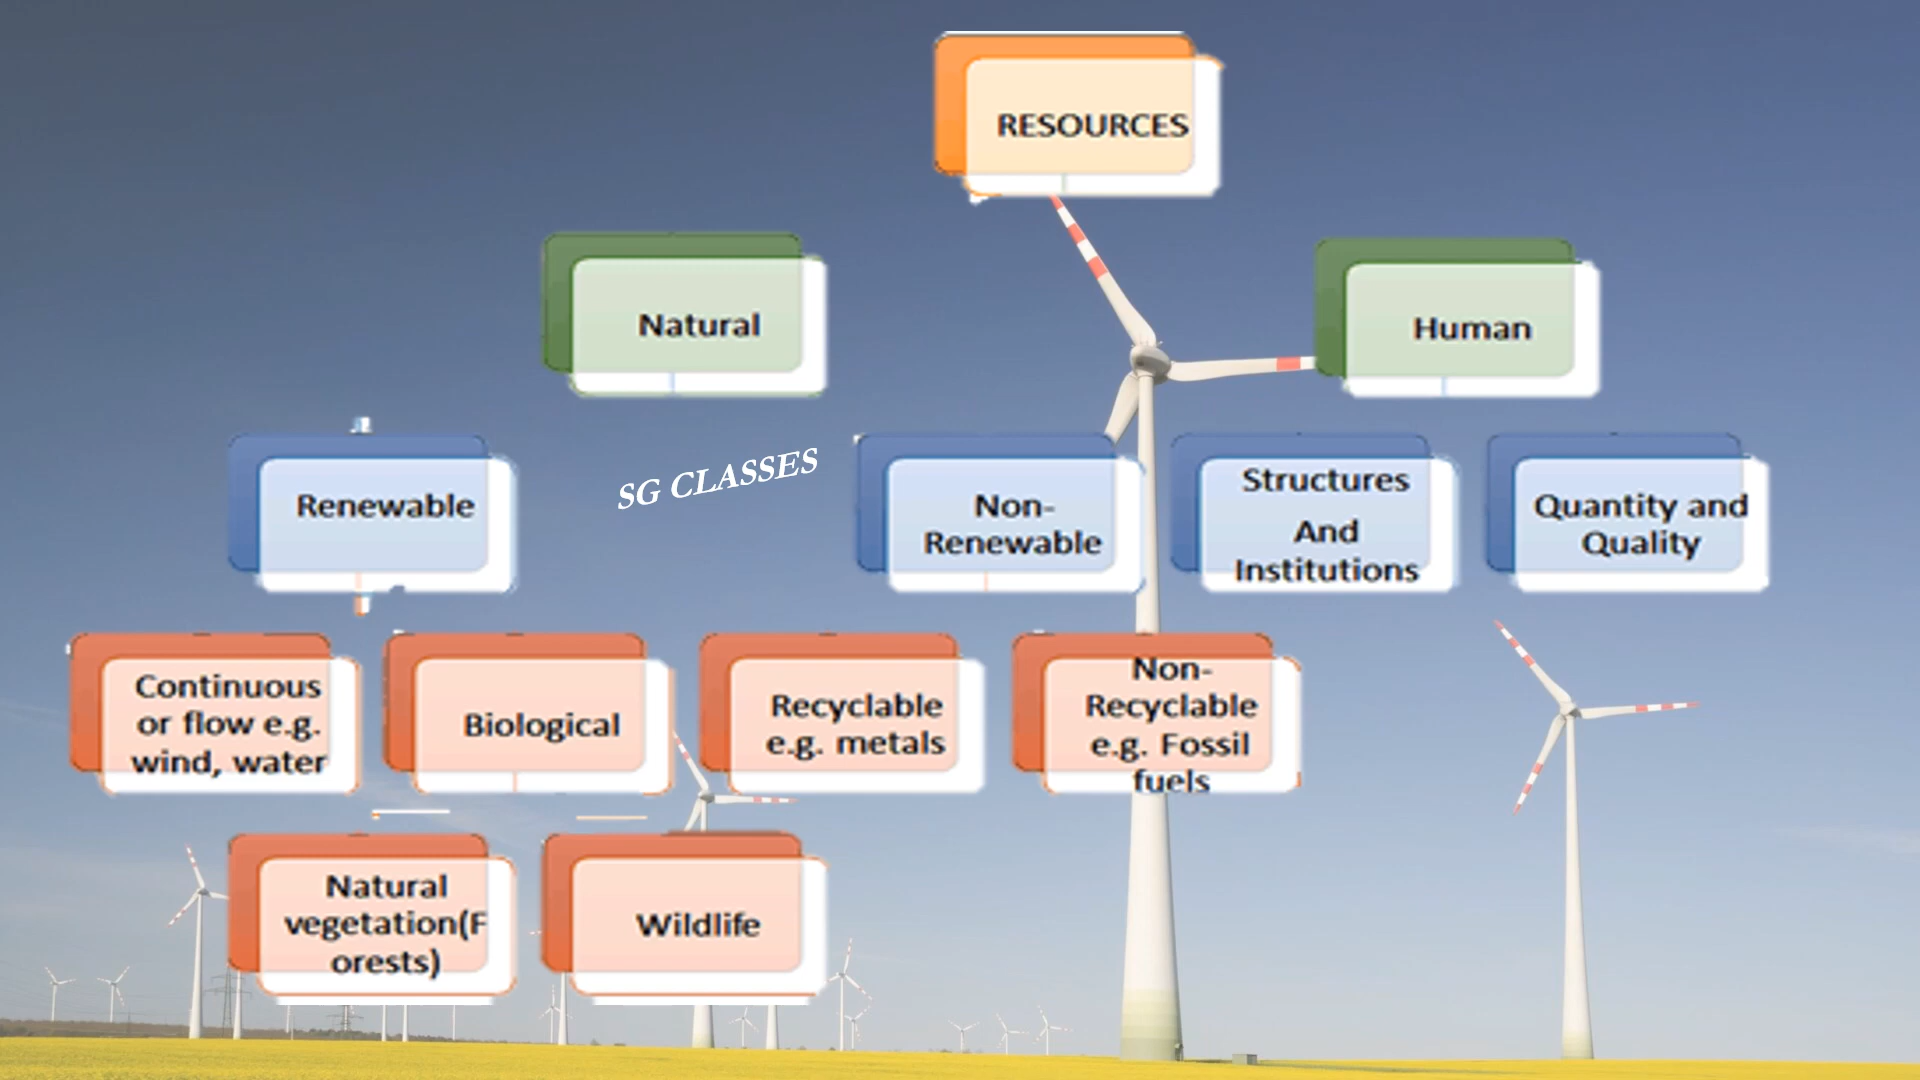 RESOURCES
Natural
Human
Renewable
SG CLASSES
Non-
Renewable
Structures
And
Institutions
Quantity and
Quality
Continuous
or flow e.g.
wind, water
Biological
Recyclable
e.g. metals
Non-
Recyclable
e.g. Fossil
fuels
Natural
vegetation(F
orests)
Wildlife